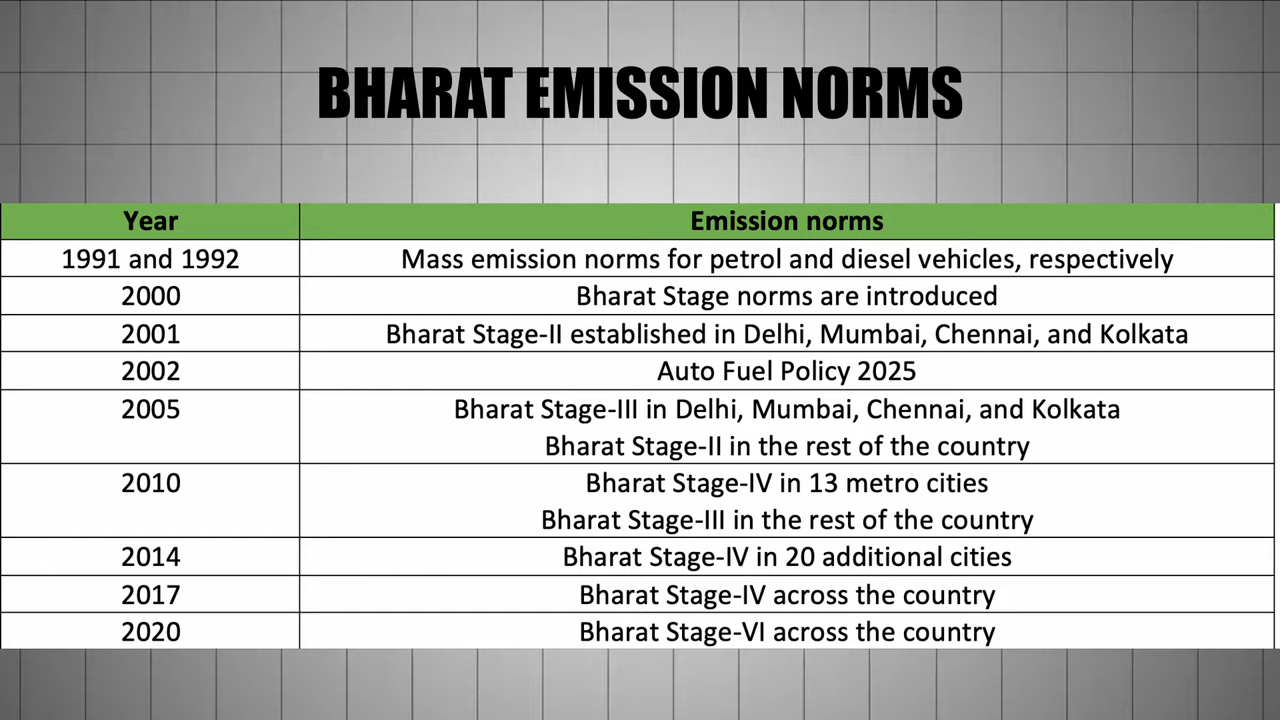 BHARAT EMISSION NORMS
Year Emission norms
1991 and 1992 Mass emission norms for petrol and diesel vehicles, respectively
2000 Bharat Stage norms are introduced
2001 Bharat Stage-II established in Delhi, Mumbai, Chennai, and Kolkata
2002 Auto Fuel Policy 2025
2005 Bharat Stage-III in Delhi, Mumbai, Chennai, and Kolkata
Bharat Stage-II in the rest of the country
2010 Bharat Stage-IV in 13 metro cities
Bharat Stage-III in the rest of the country
2014 Bharat Stage-IV in 20 additional cities
2017 Bharat Stage-IV across the country
2020 Bharat Stage-VI across the country